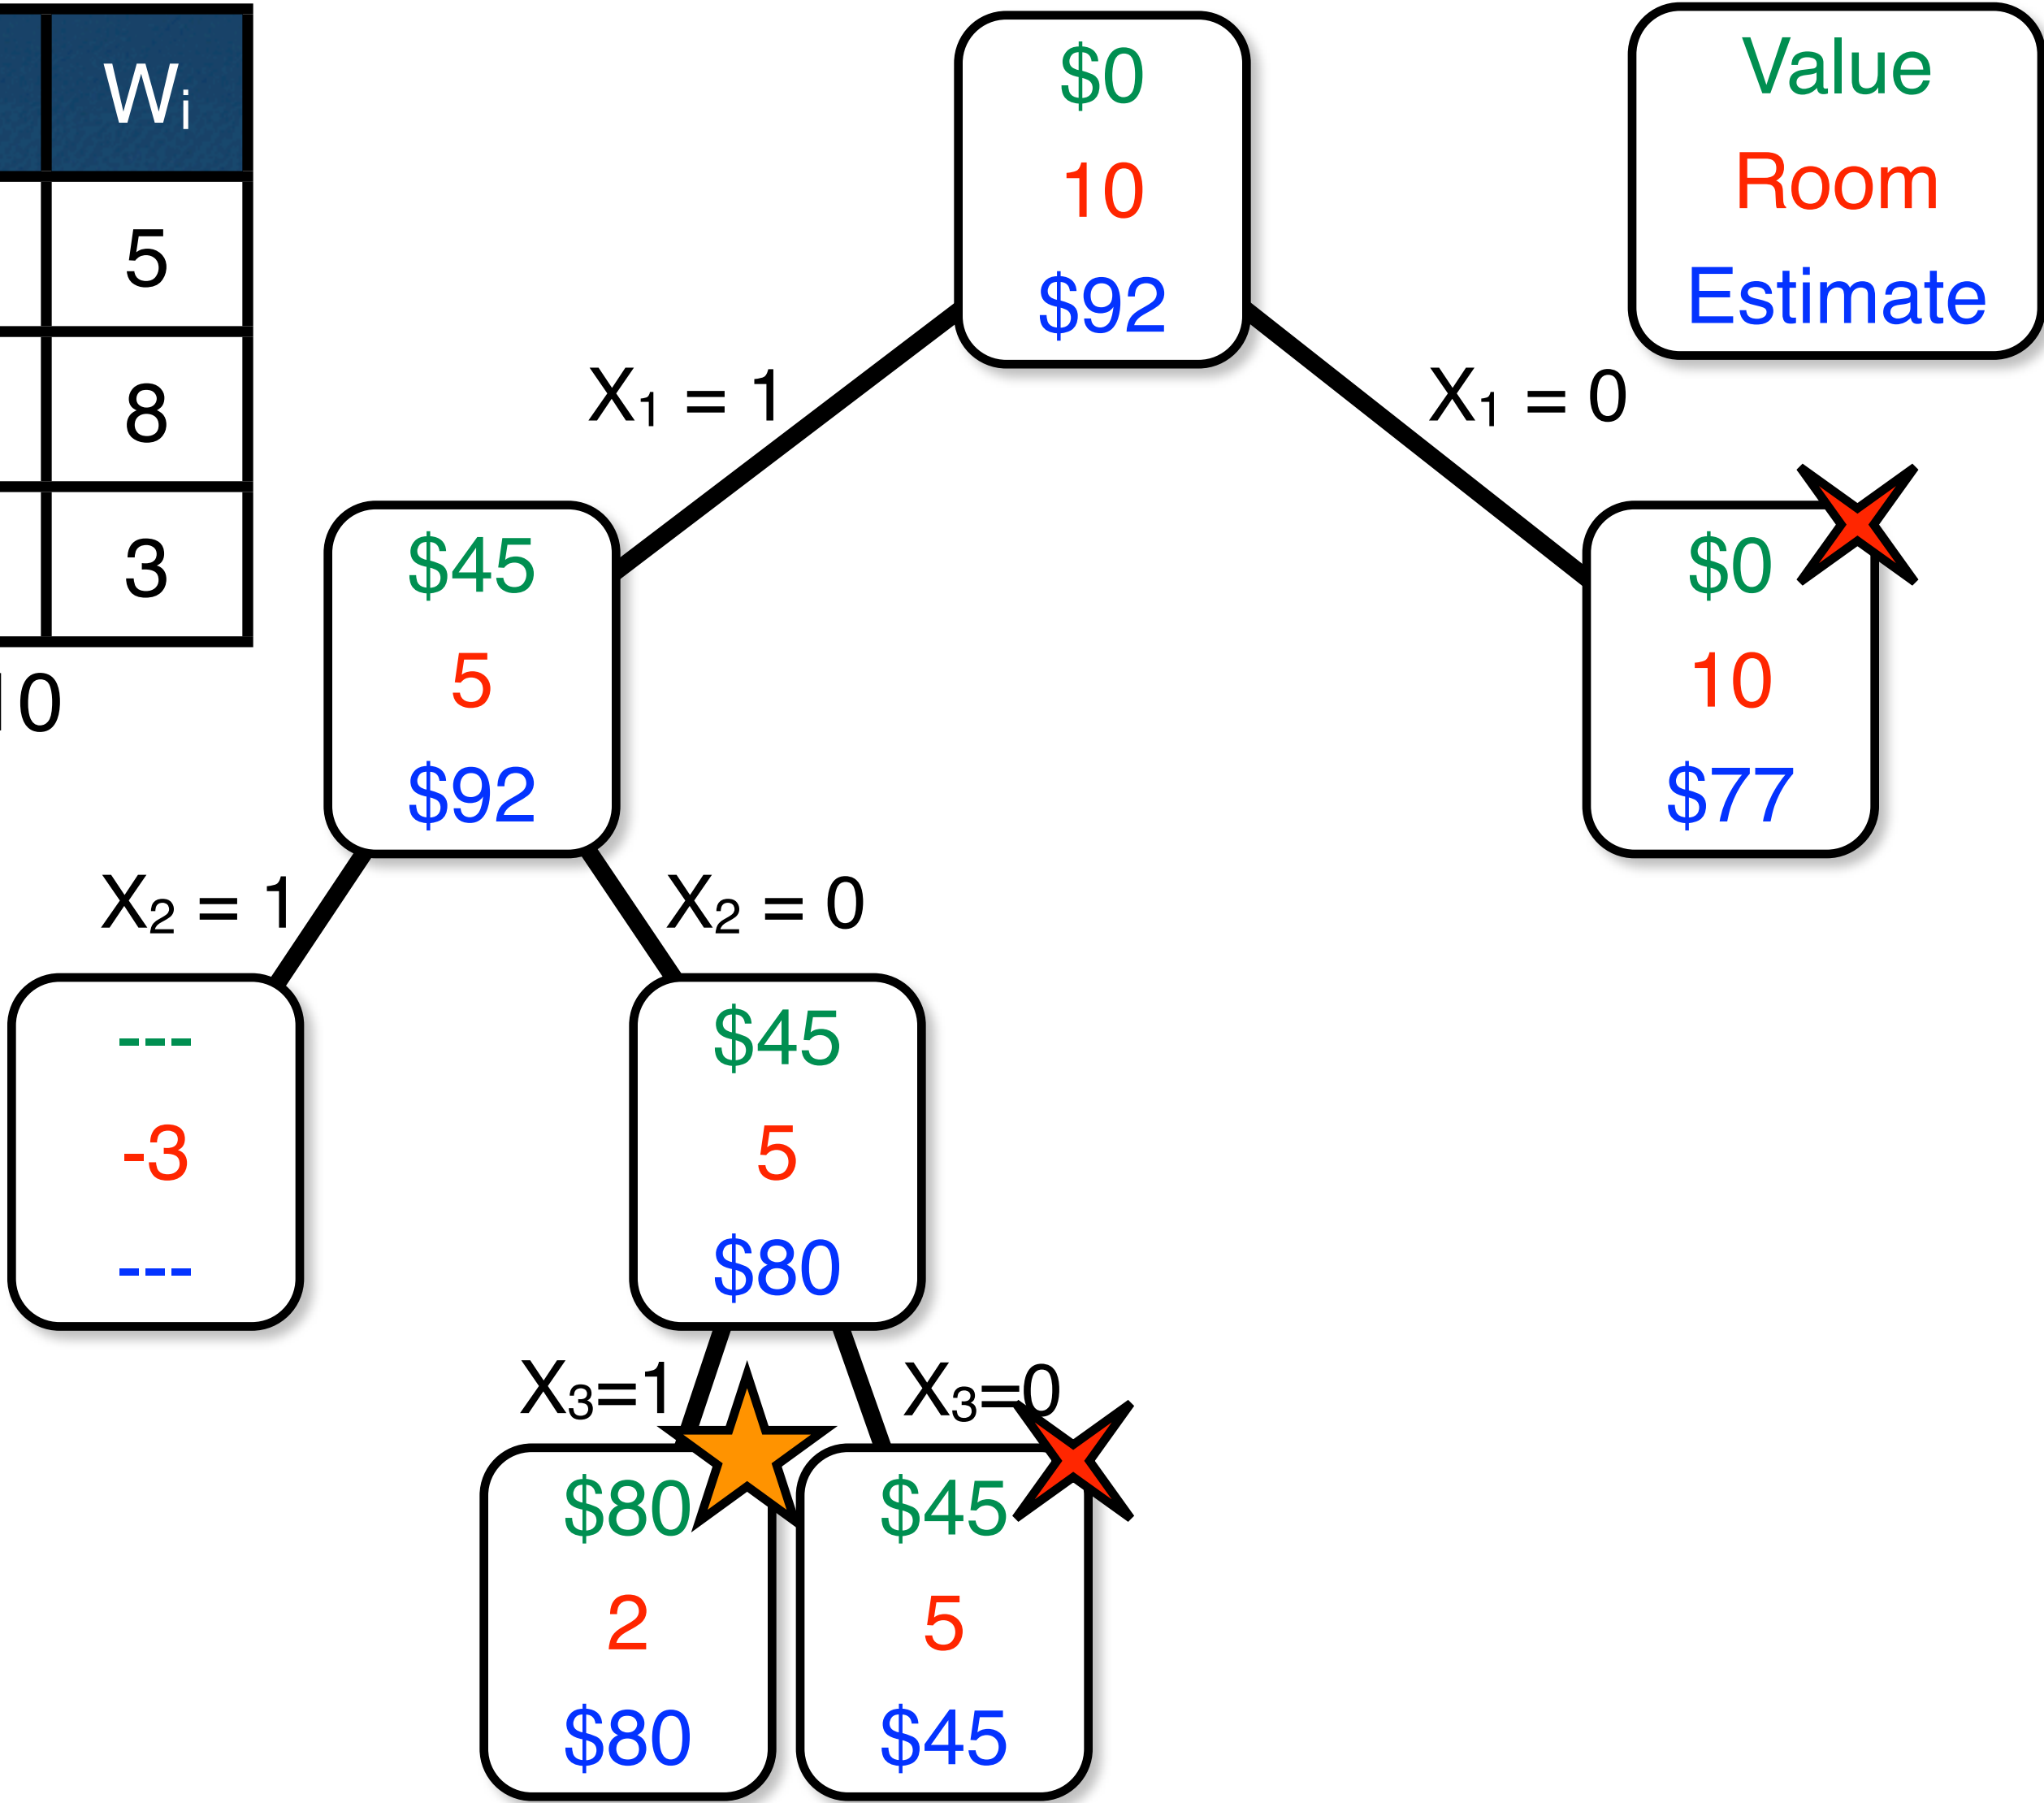 Wi
5
8
3
10
$0
10
$92
Value
Room
Estimate
X1 = 1
X1 = 0
$45
5
$92
$0
10
$77
X2 = 1
X2 = 0
---
-3
---
$45
5
$80
X3=1
X3=0
$80
2
$80
$45
5
$45